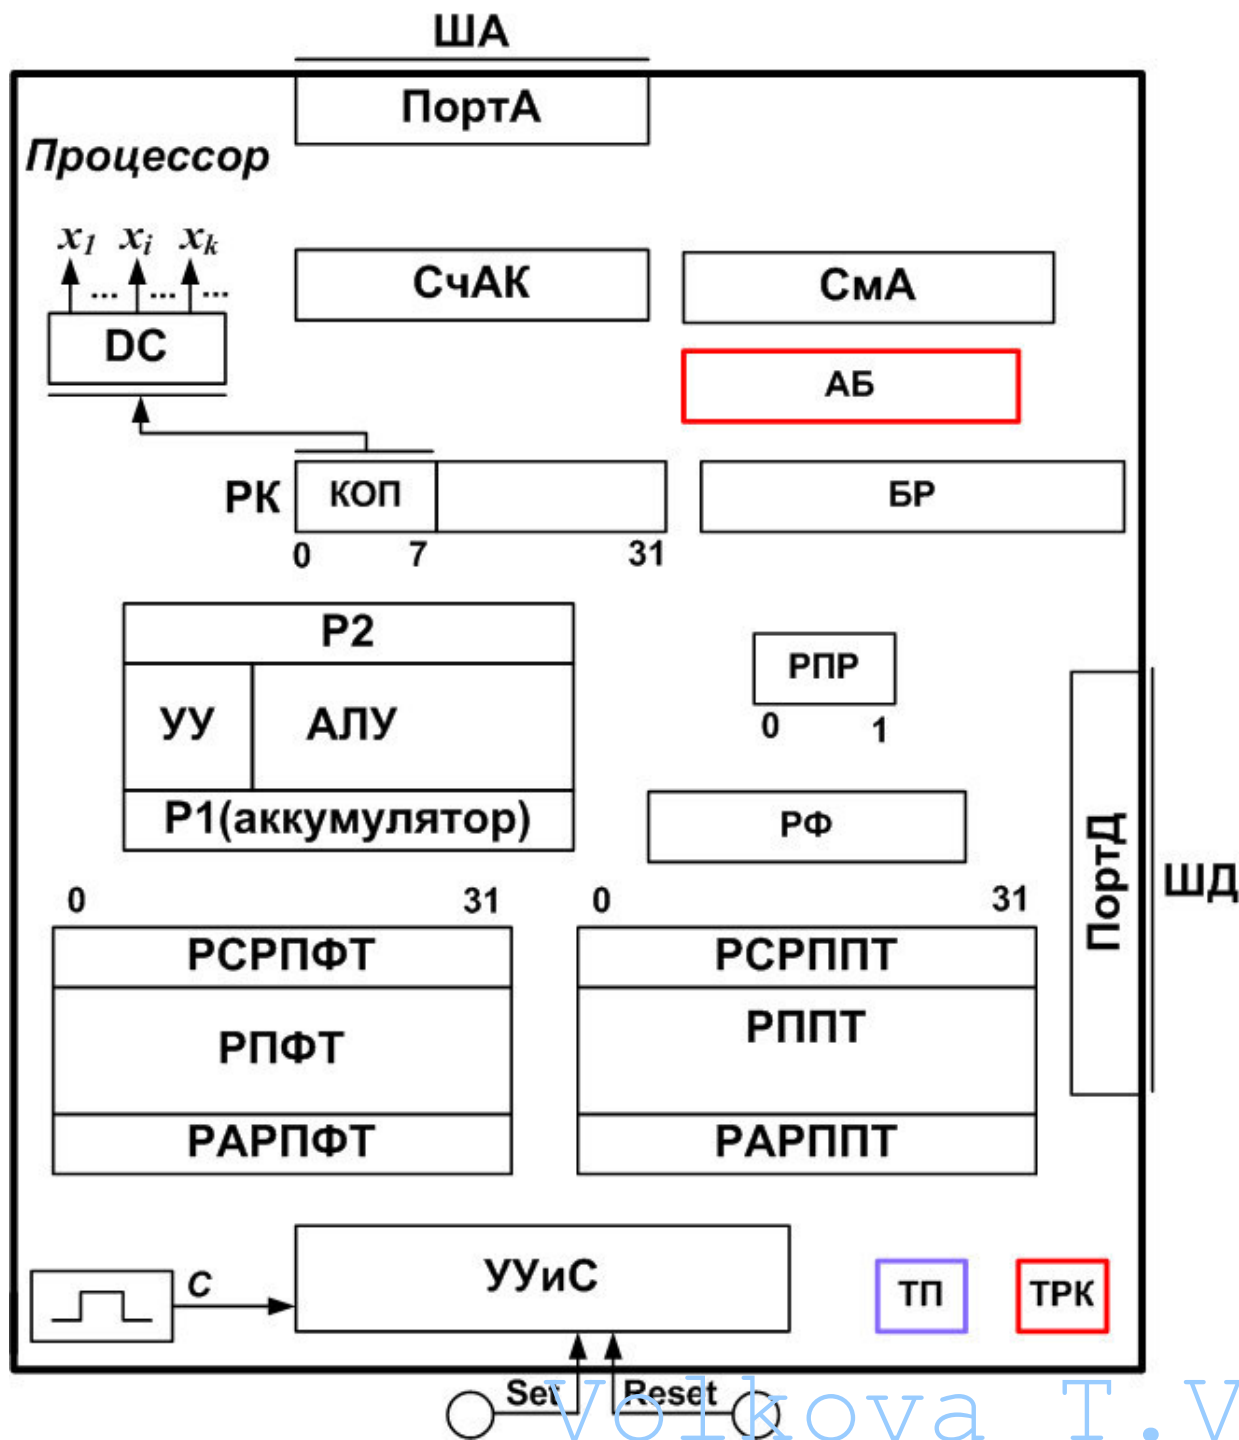 ША
ПортА
Процессор
x1 xi xk
... ... ...
СчАК
СмА
DC
АБ
РК
КОП
БР
0 7 31
Р2
РПР
УУ
АЛУ
0 1
Р1(аккумулятор)
РФ
ПортД
ШД
0 31
0 31
РСРПФТ
РСРППТ
РПФТ
РППТ
РАРПФТ
РАРППТ
С
УУиС
ТП
ТРК
Set
Reset
Volkova T.V